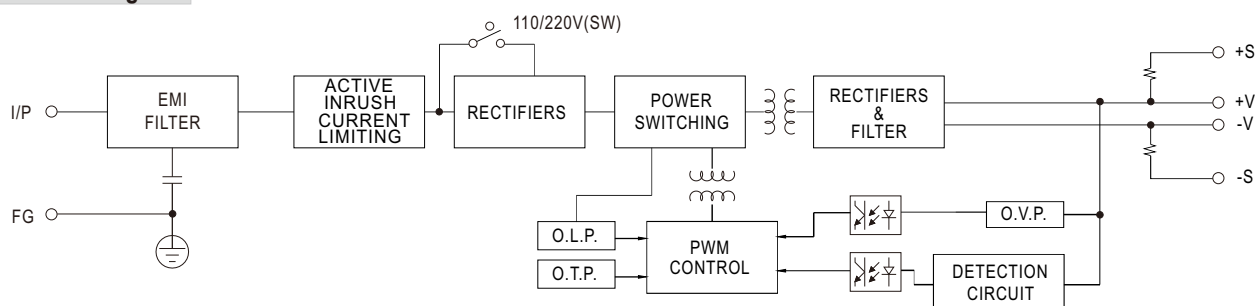 110/220V(SW)
+S
I/P
EMI
FILTER
ACTIVE
INRUSH
CURRENT
LIMITING
RECTIFIERS
POWER
SWITCHING
RECTIFIERS
&
FILTER
+V
-V
-S
FG
O.L.P.
O.T.P.
PWM
CONTROL
O.V.P.
DETECTION
CIRCUIT